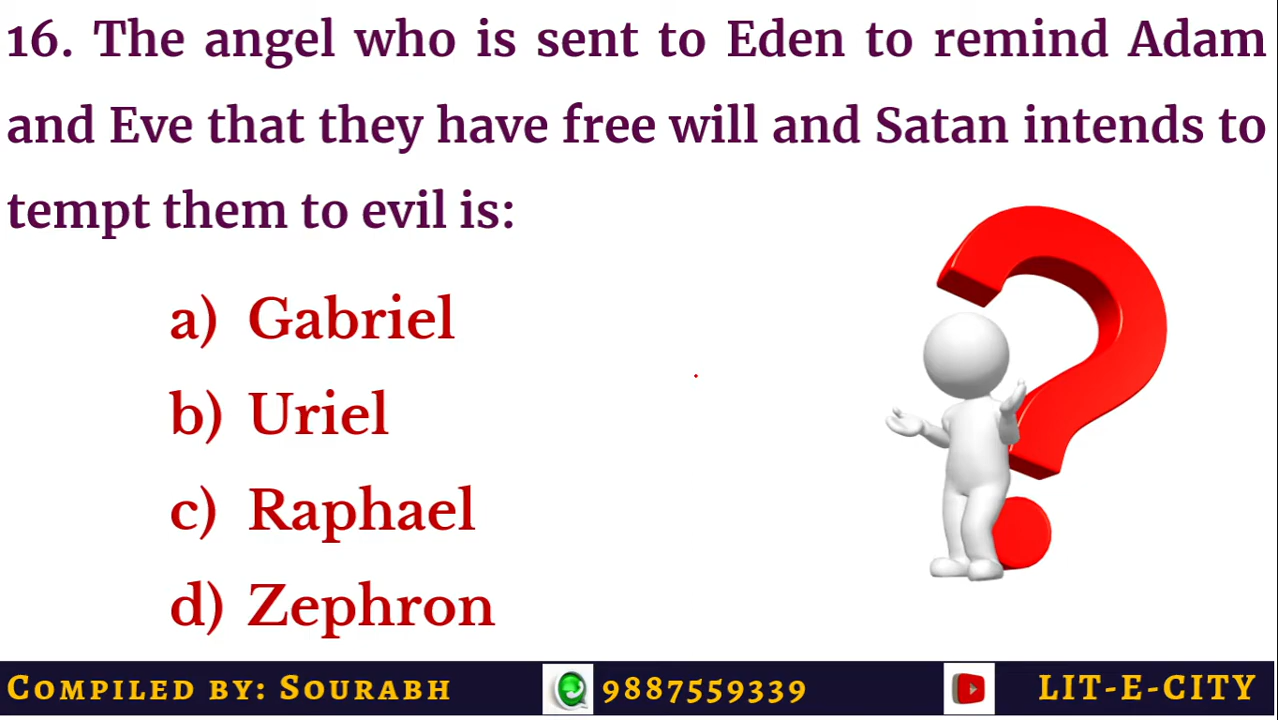 16. The angel who is sent to Eden to remind Adam
and Eve that they have free will and Satan intends to
tempt them to evil is:
a) Gabriel
b) Uriel
c) Raphael
d) Zephron
COMPILED BY: SOURABH 9887559339 LIT-E-CITY